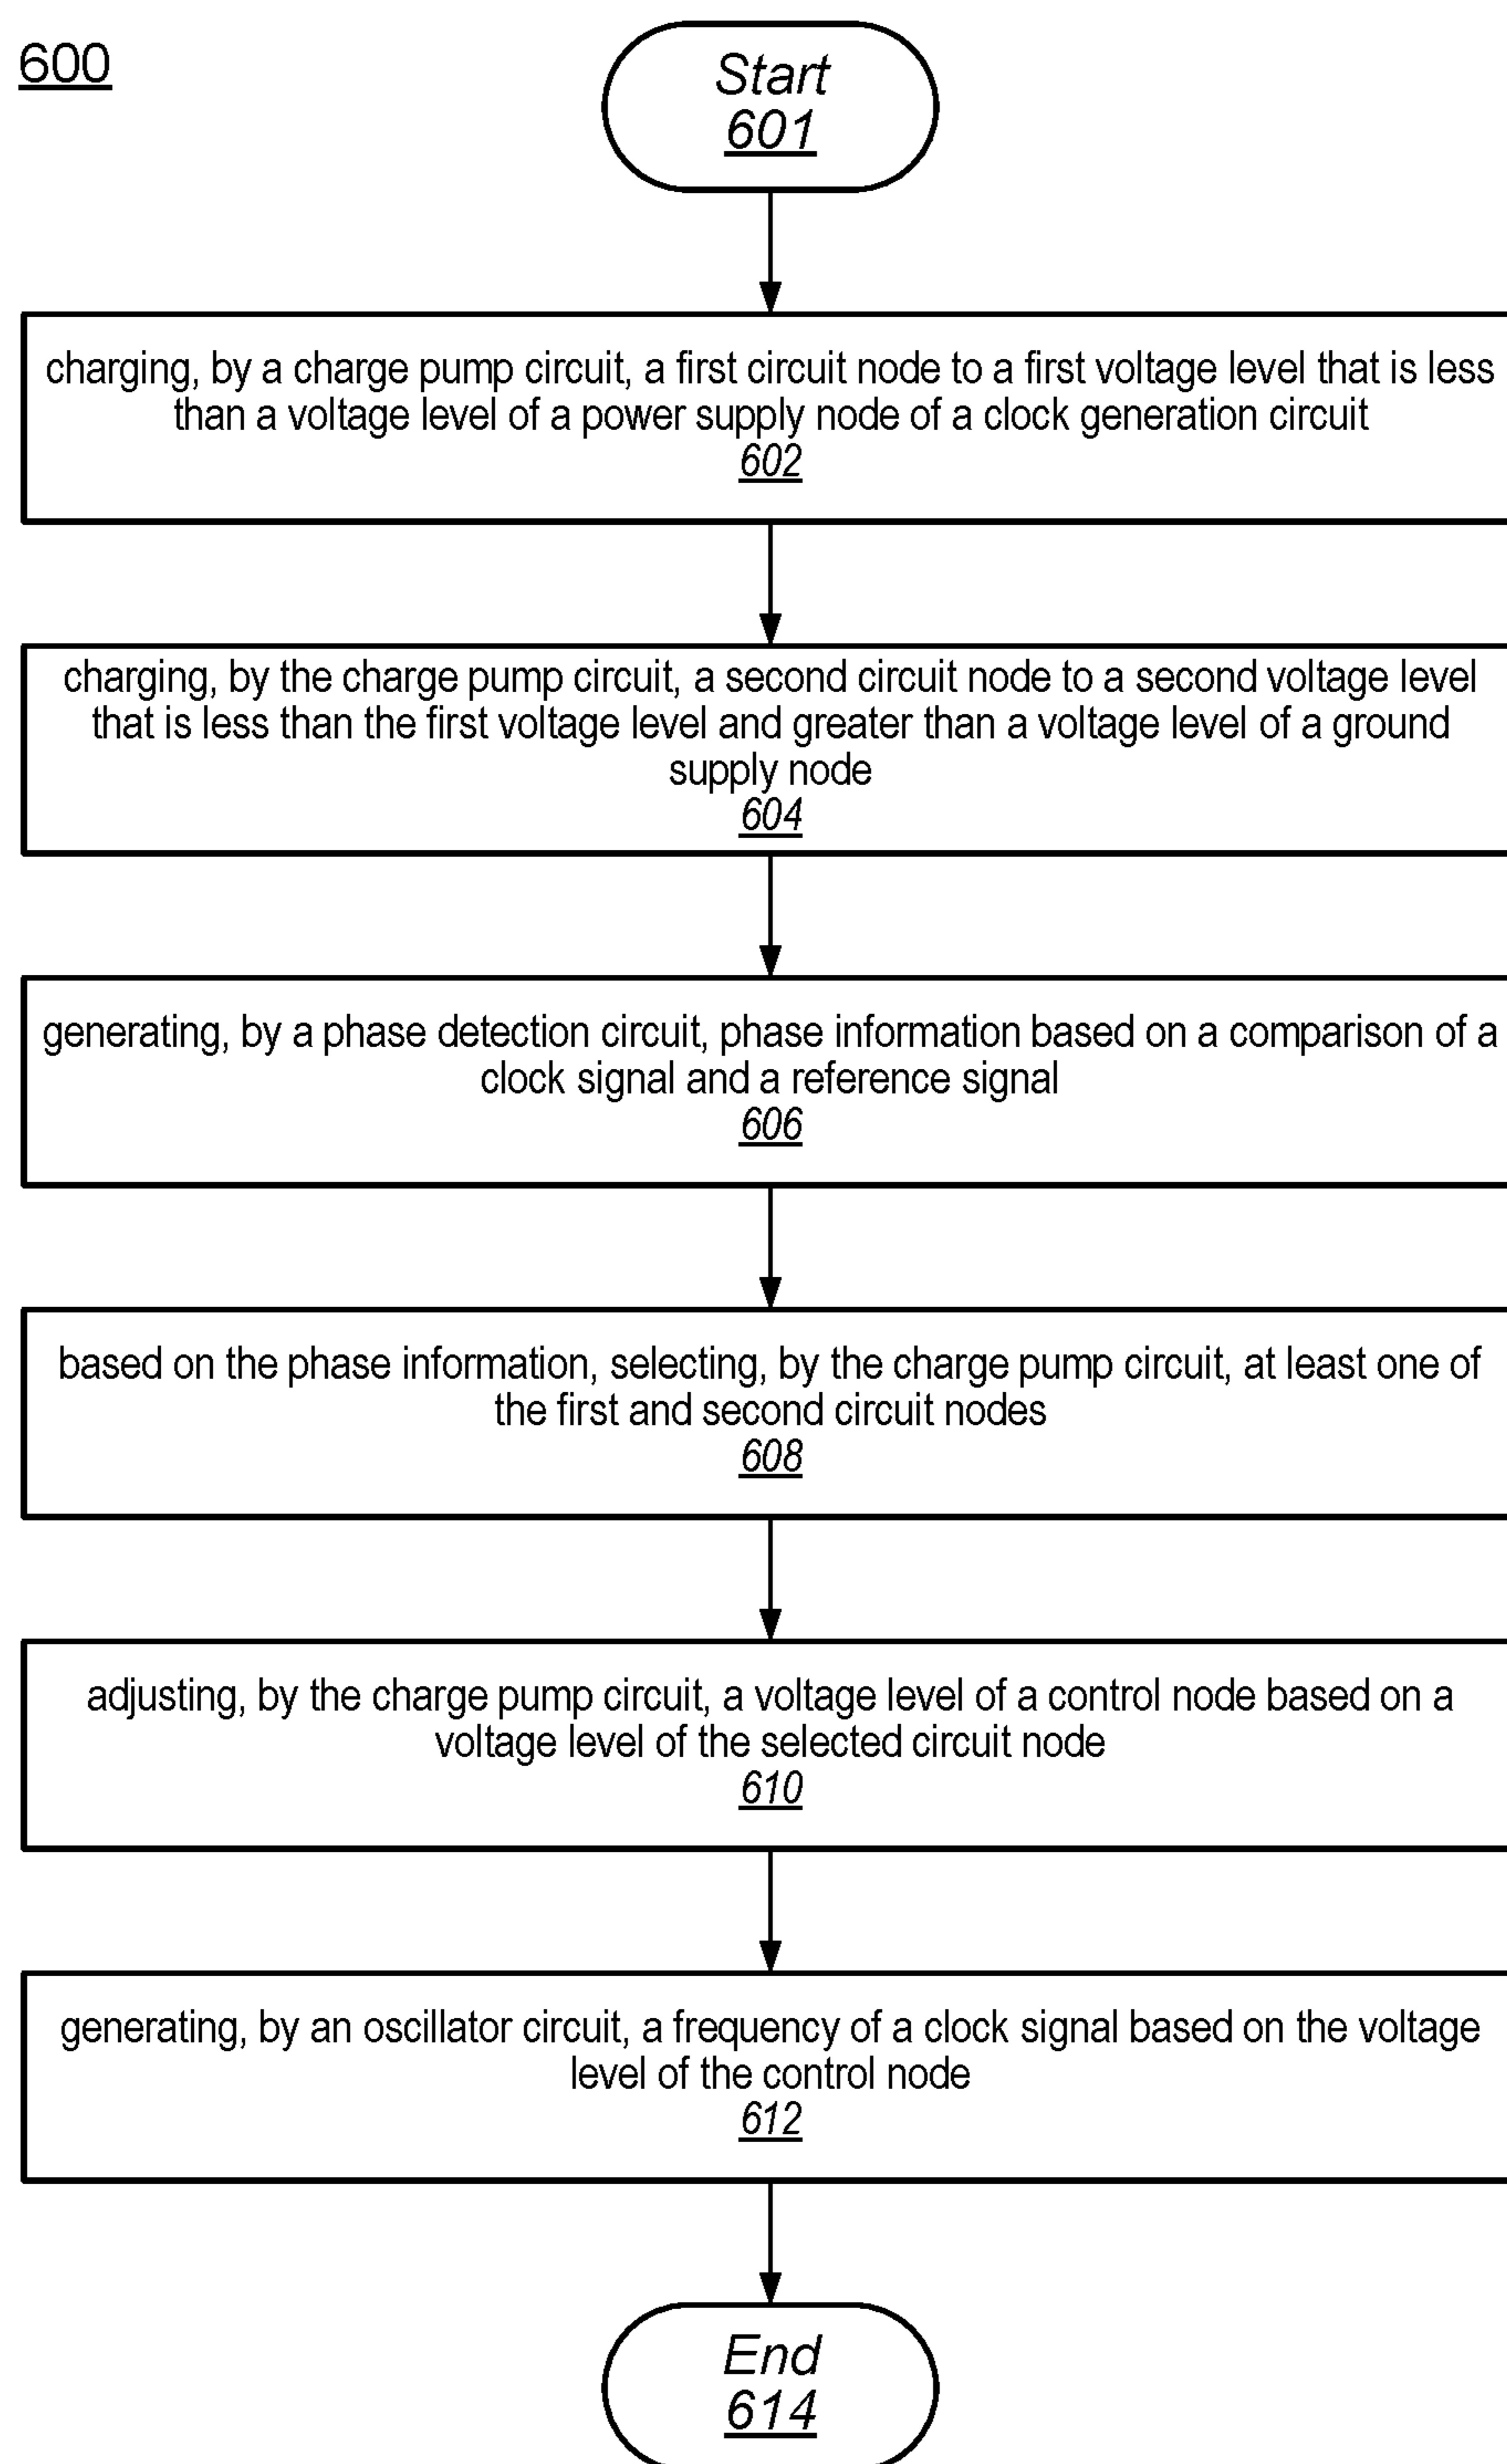 600
Start
601
charging, by a charge pump circuit, a first circuit node to a first voltage level that is less
than a voltage level of a power supply node of a clock generation circuit
602
charging, by the charge pump circuit, a second circuit node to a second voltage level
that is less than the first voltage level and greater than a voltage level of a ground
supply node
604
generating, by a phase detection circuit, phase information based on a comparison of a
clock signal and a reference signal
606
based on the phase information, selecting, by the charge pump circuit, at least one of
the first and second circuit nodes
608
adjusting, by the charge pump circuit, a voltage level of a control node based on a
voltage level of the selected circuit node
610
generating, by an oscillator circuit, a frequency of a clock signal based on the voltage
level of the control node
612
End
614